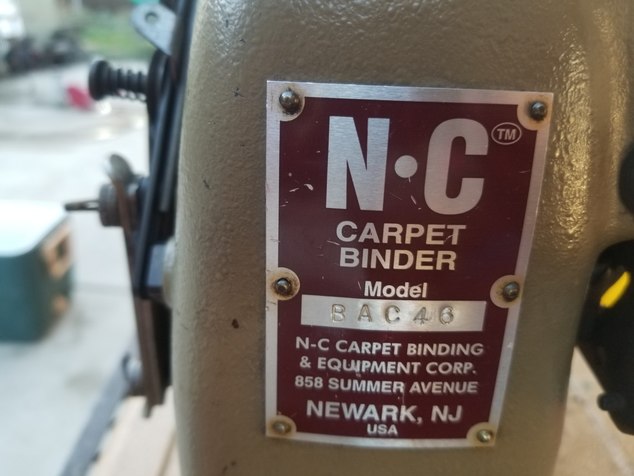 N·C™
CARPET
BINDER
Model
BAC46
N-C CARPET BINDING
& EQUIPMENT CORP.
858 SUMMER AVENUE
NEWARK, NJ
USA